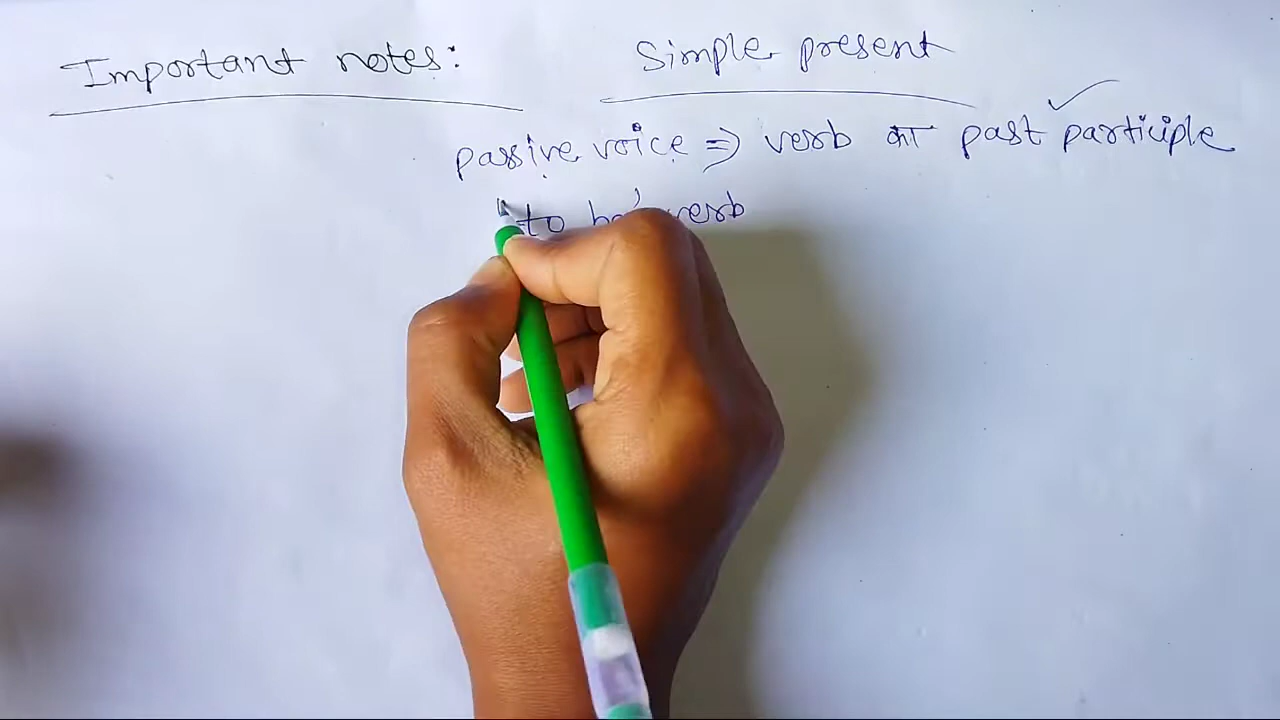 Important notes: Simple present
passive voice => verb का past participle
"to be' verb